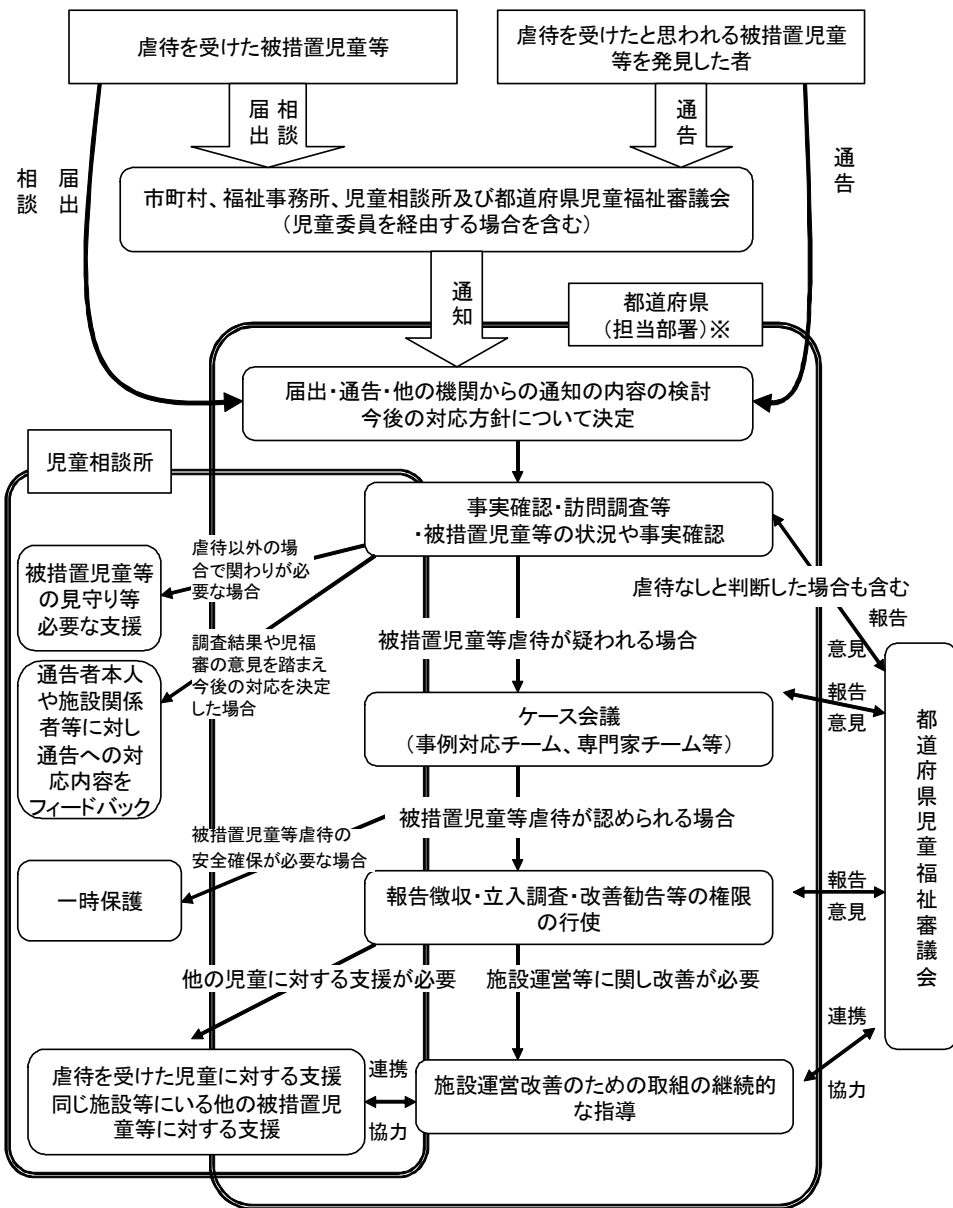 虐待を受けた被措置児童等
虐待を受けたと思われる被措置児童
等を発見した者
届出
相談
通告
相談
届出
通告
市町村、福祉事務所、児童相談所及び都道府県児童福祉審議会
(児童委員を経由する場合を含む)
通知
都道府県
(担当部署)※
届出・通告・他の機関からの通知の内容の検討
今後の対応方針について決定
児童相談所
事実確認・訪問調査等
・被措置児童等の状況や事実確認
虐待以外の場
合で関わりが必
要な場合
被措置児童等
の見守り等
必要な支援
虐待なしと判断した場合も含む
報告
意見
調査結果や児福
審の意見を踏まえ
今後の対応を決定
した場合
被措置児童等虐待が疑われる場合
通告者本人
や施設関係
者等に対し
通告への対
応内容を
フィードバック
ケース会議
(事例対応チーム、専門家チーム等)
報告
意見
都道府県児童福祉審議会
被措置児童等虐待の
安全確保が必要な場合
被措置児童等虐待が認められる場合
一時保護
報告徴収・立入調査・改善勧告等の権限
の行使
報告
意見
他の児童に対する支援が必要
施設運営等に関し改善が必要
連携
協力
虐待を受けた児童に対する支援
同じ施設等にいる他の被措置児
童等に対する支援
連携
協力
施設運営改善のための取組の継続的
な指導